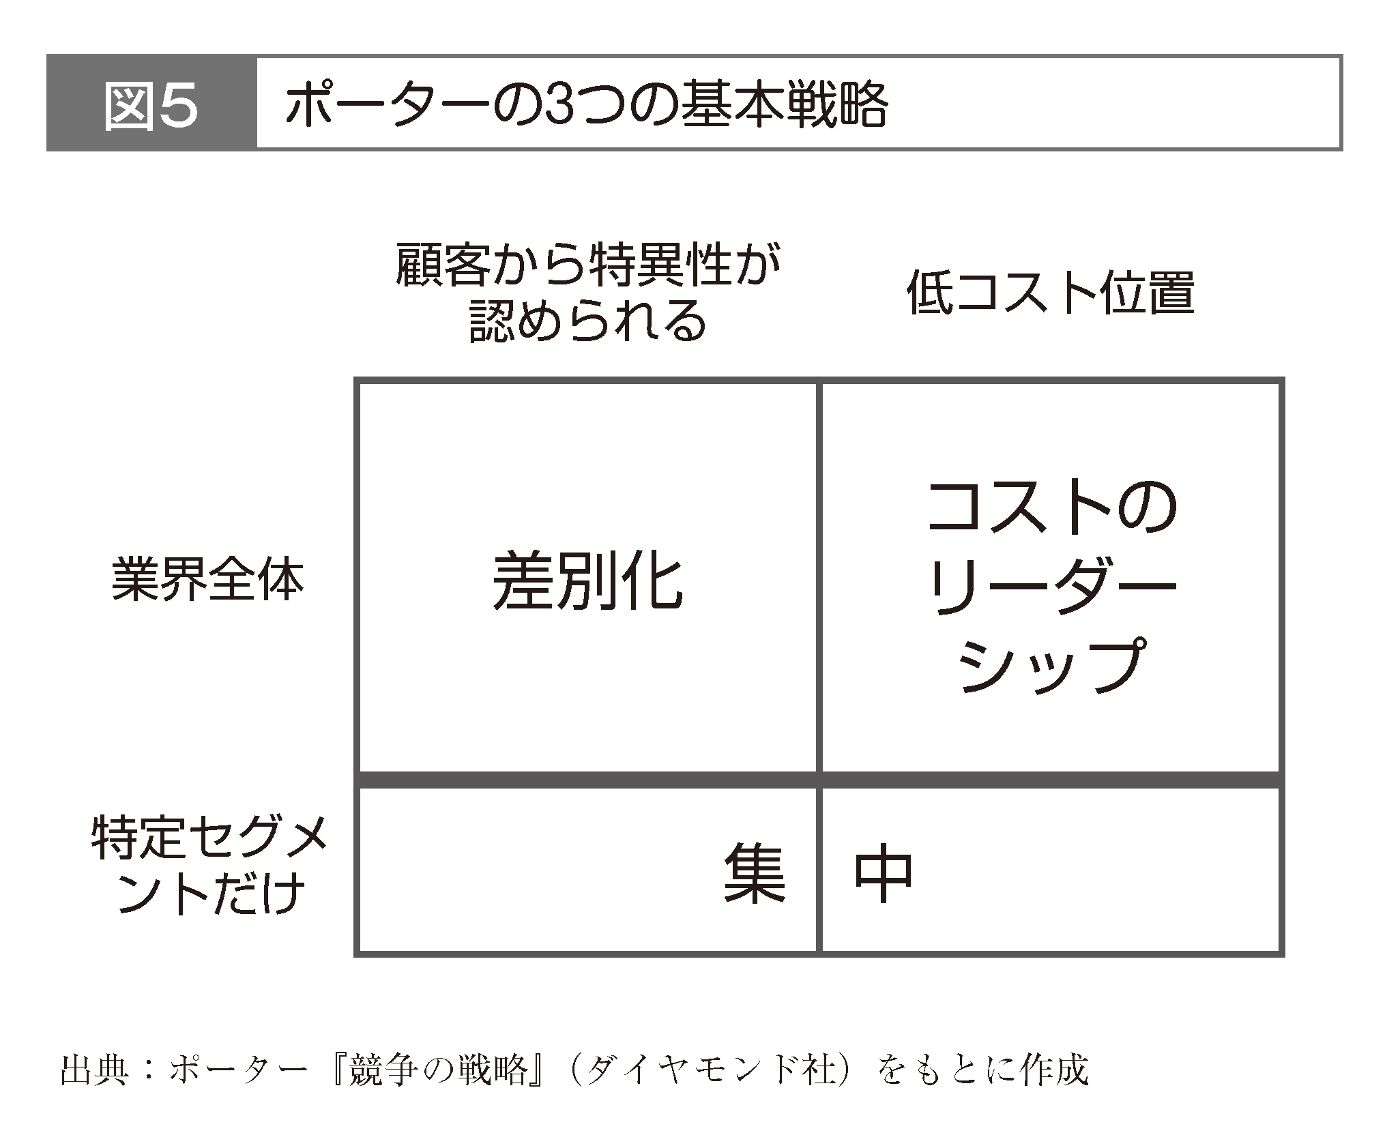 図5 ポーターの3つの基本戦略
顧客から特異性が
認められる
低コスト位置
業界全体
差別化
コストの
リーダー
シップ
特定セグメ
ントだけ
集中
出典：ポーター『競争の戦略』（ダイヤモンド社）をもとに作成